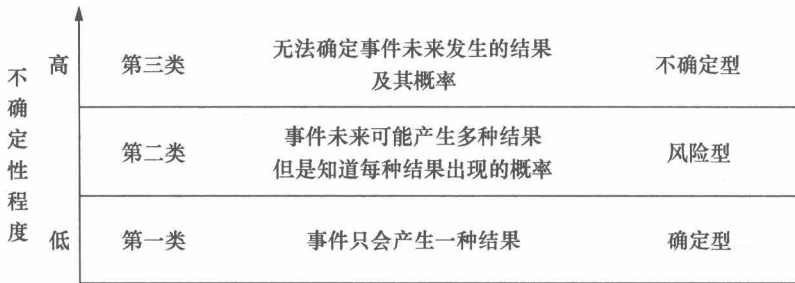 不确定性程度
高
第三类
无法确定事件未来发生的结果
及其概率
不确定型
第二类
事件未来可能产生多种结果
但是知道每种结果出现的概率
风险型
低
第一类
事件只会产生一种结果
确定型